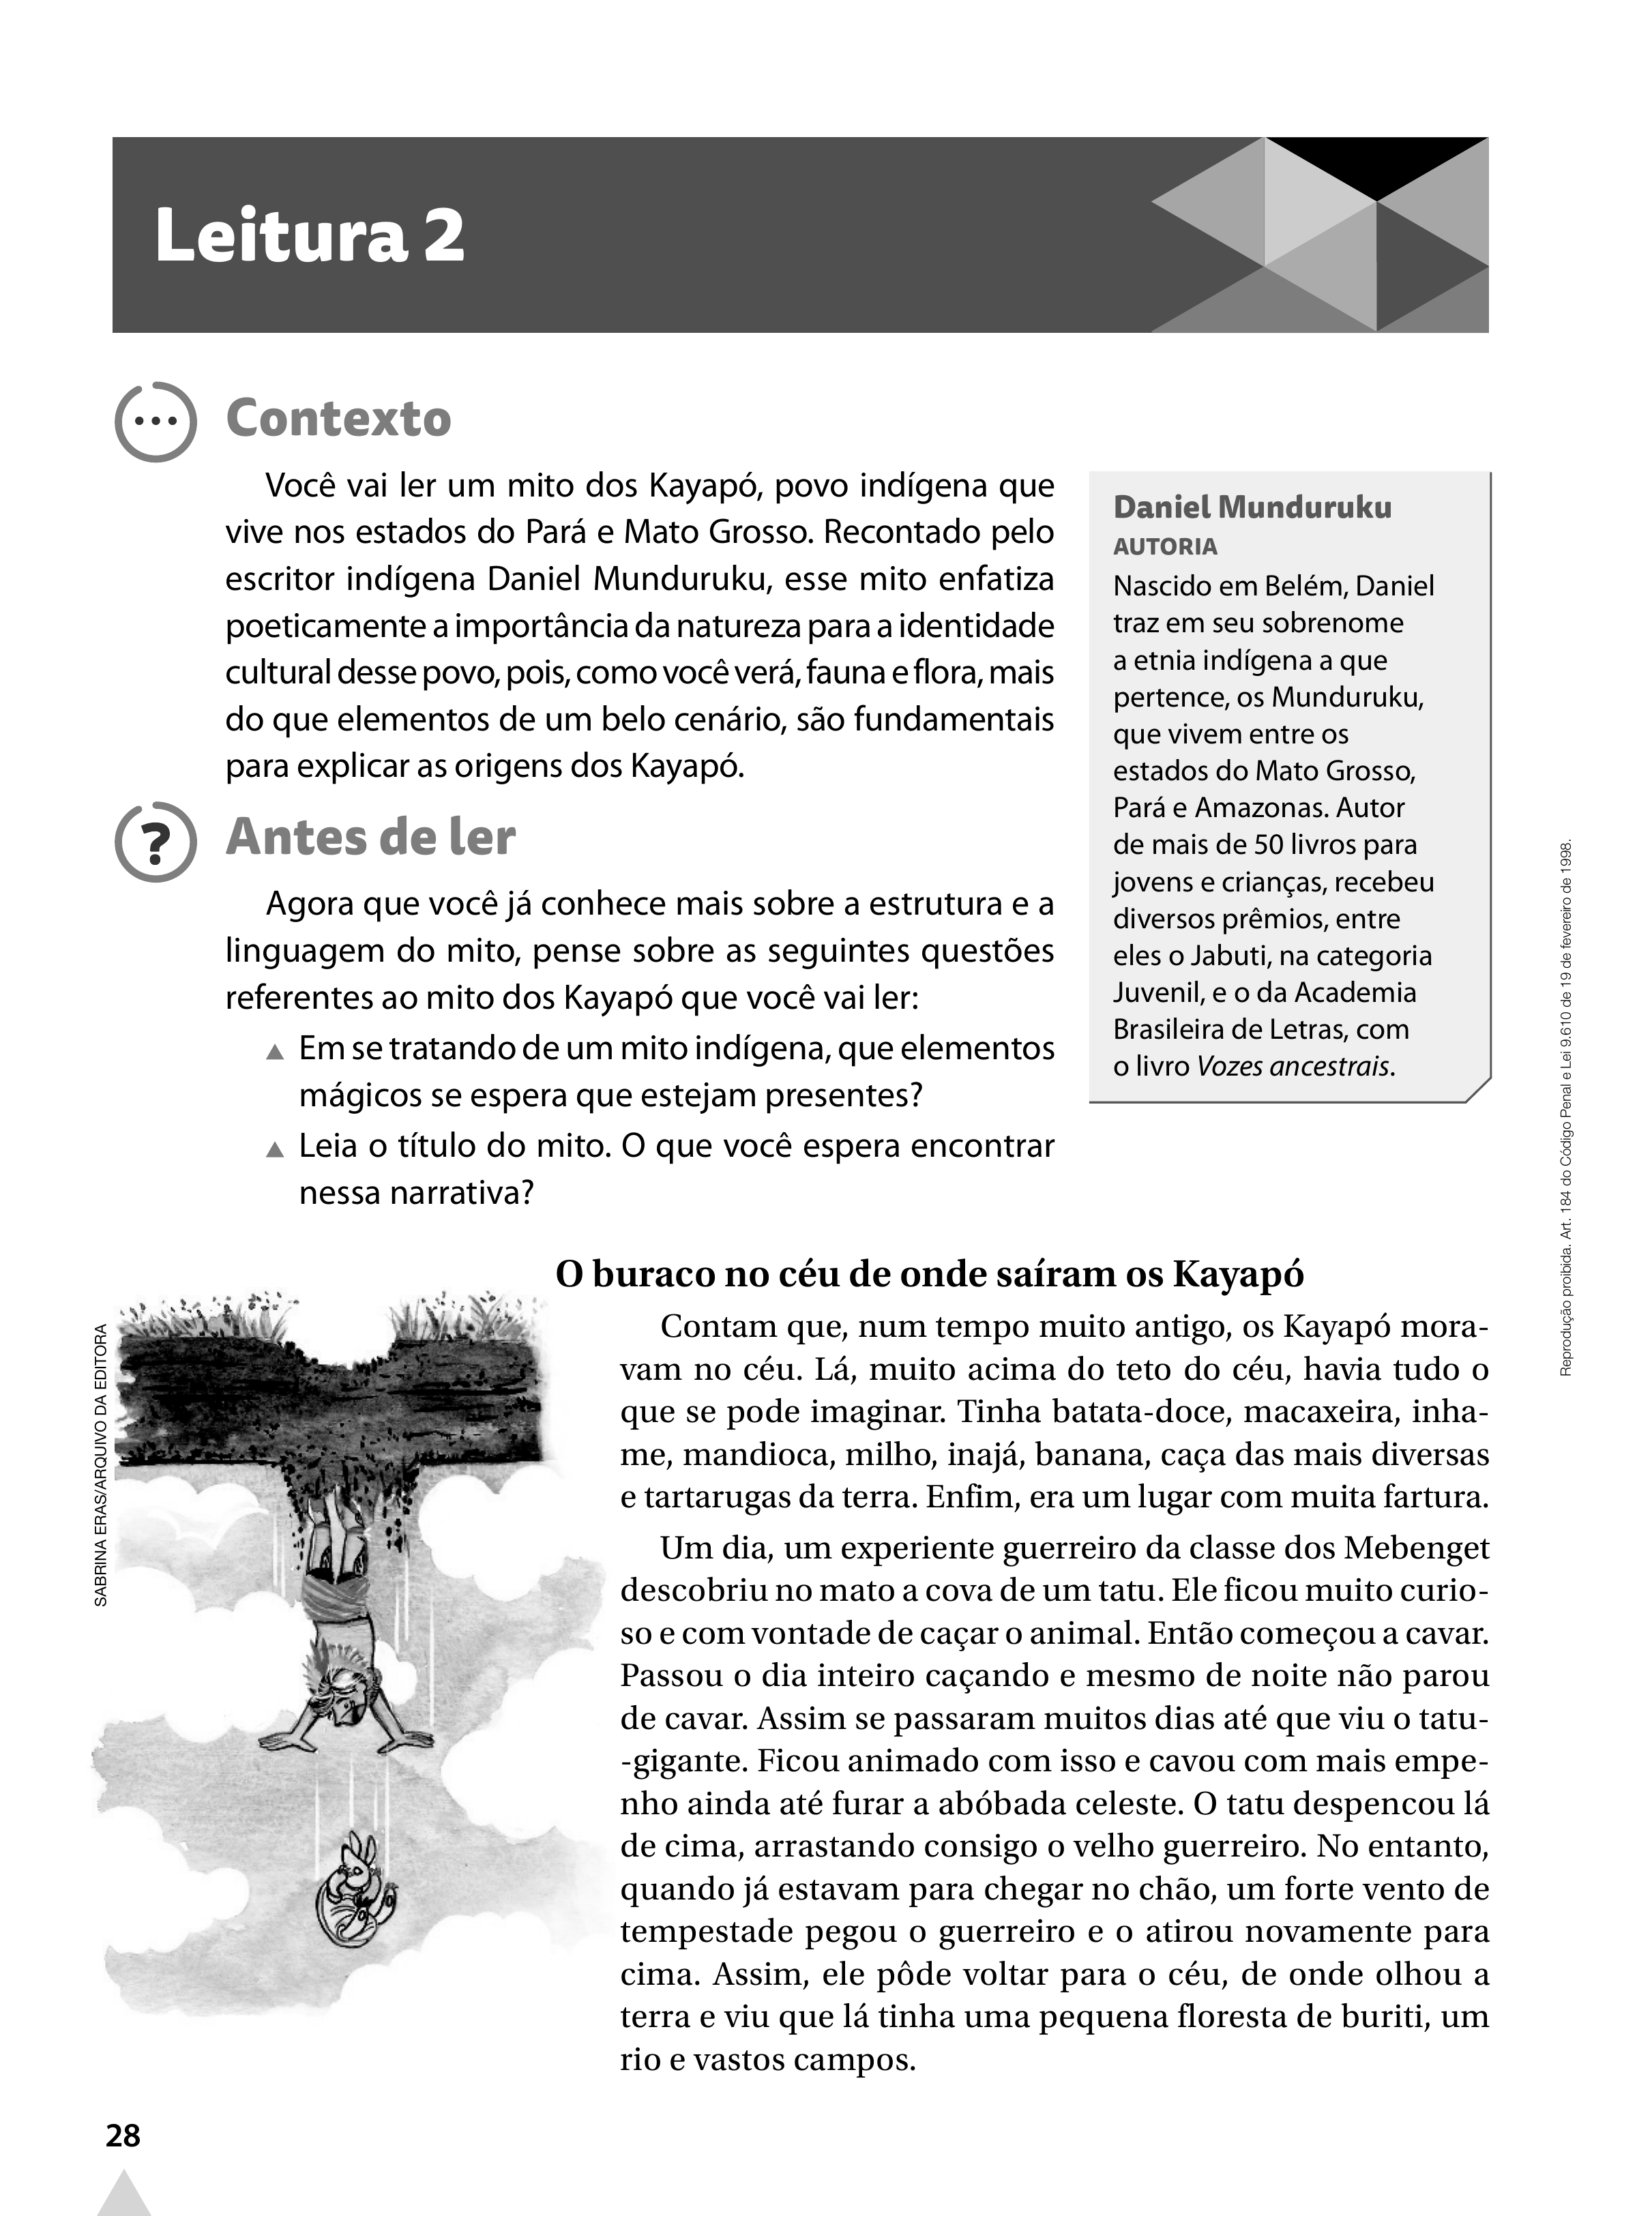 Leitura 2
Contexto
Você vai ler um mito dos Kayapó, povo indígena que
vive nos estados do Pará e Mato Grosso. Recontado pelo
escritor indígena Daniel Munduruku, esse mito enfatiza
poeticamente a importância da natureza para a identidade
cultural desse povo, pois, como você verá, fauna e flora, mais
do que elementos de um belo cenário, são fundamentais
para explicar as origens dos Kayapó.
? Antes de ler
Agora que você já conhece mais sobre a estrutura e a
linguagem do mito, pense sobre as seguintes questões
referentes ao mito dos Kayapó que você vai ler:
▲ Em se tratando de um mito indígena, que elementos
mágicos se espera que estejam presentes?
▲ Leia o título do mito. O que você espera encontrar
nessa narrativa?
Daniel Munduruku
AUTORIA
Nascido em Belém, Daniel
traz em seu sobrenome
a etnia indígena a que
pertence, os Munduruku,
que vivem entre os
estados do Mato Grosso,
Pará e Amazonas. Autor
de mais de 50 livros para
jovens e crianças, recebeu
diversos prêmios, entre
eles o Jabuti, na categoria
Juvenil, e o da Academia
Brasileira de Letras, com
o livro Vozes ancestrais.
Reprodução proibida. Art. 184 do Código Penal e Lei 9.610 de 19 de fevereiro de 1998.
SABRINA ERAS/ARQUIVO DA EDITORA
O buraco no céu de onde saíram os Kayapó
Contam que, num tempo muito antigo, os Kayapó mora-
vam no céu. Lá, muito acima do teto do céu, havia tudo o
que se pode imaginar. Tinha batata-doce, macaxeira, inha-
me, mandioca, milho, inajá, banana, caça das mais diversas
e tartarugas da terra. Enfim, era um lugar com muita fartura.
Um dia, um experiente guerreiro da classe dos Mebenget
descobriu no mato a cova de um tatu. Ele ficou muito curio-
so e com vontade de caçar o animal. Então começou a cavar.
Passou o dia inteiro caçando e mesmo de noite não parou
de cavar. Assim se passaram muitos dias até que viu o tatu-
-gigante. Ficou animado com isso e cavou com mais empe-
nho ainda até furar a abóbada celeste. O tatu despencou lá
de cima, arrastando consigo o velho guerreiro. No entanto,
quando já estavam para chegar no chão, um forte vento de
tempestade pegou o guerreiro e o atirou novamente para
cima. Assim, ele pôde voltar para o céu, de onde olhou a
terra e viu que lá tinha uma pequena floresta de buriti, um
rio e vastos campos.
28